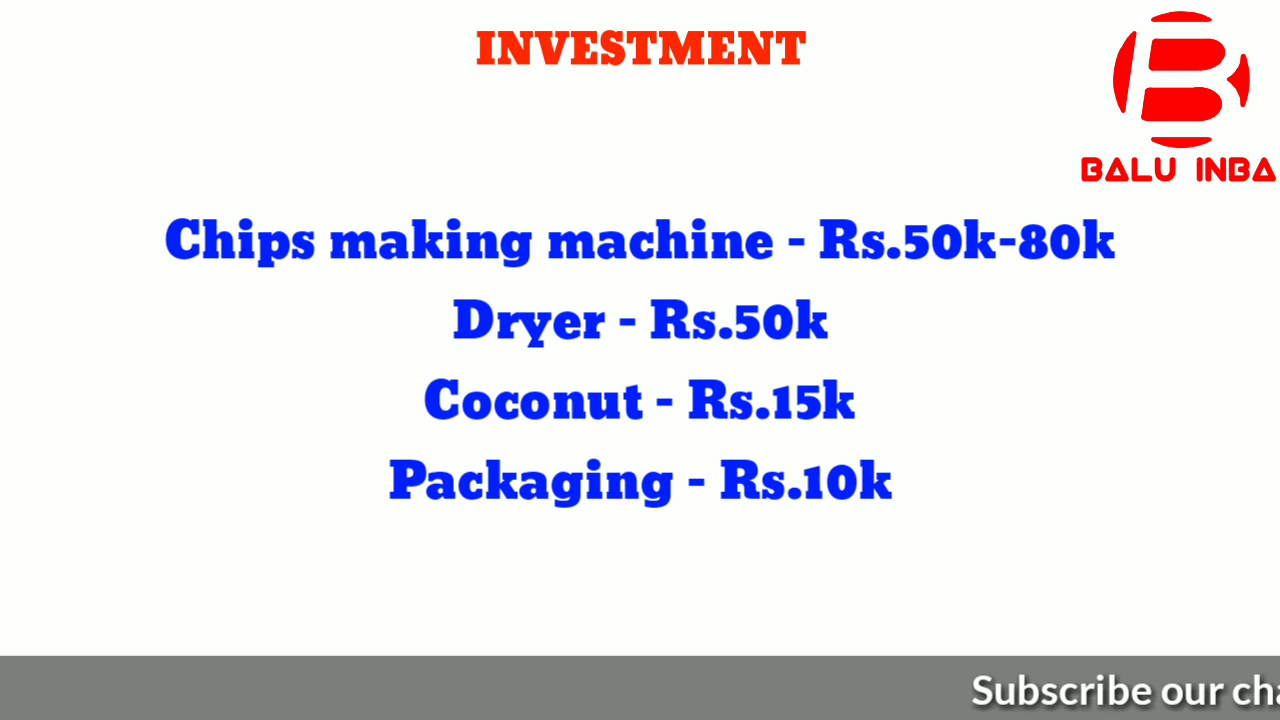 INVESTMENT
BALU INBA
Chips making machine - Rs.50k-80k
Dryer - Rs.50k
Coconut - Rs.15k
Packaging - Rs.10k
Subscribe our